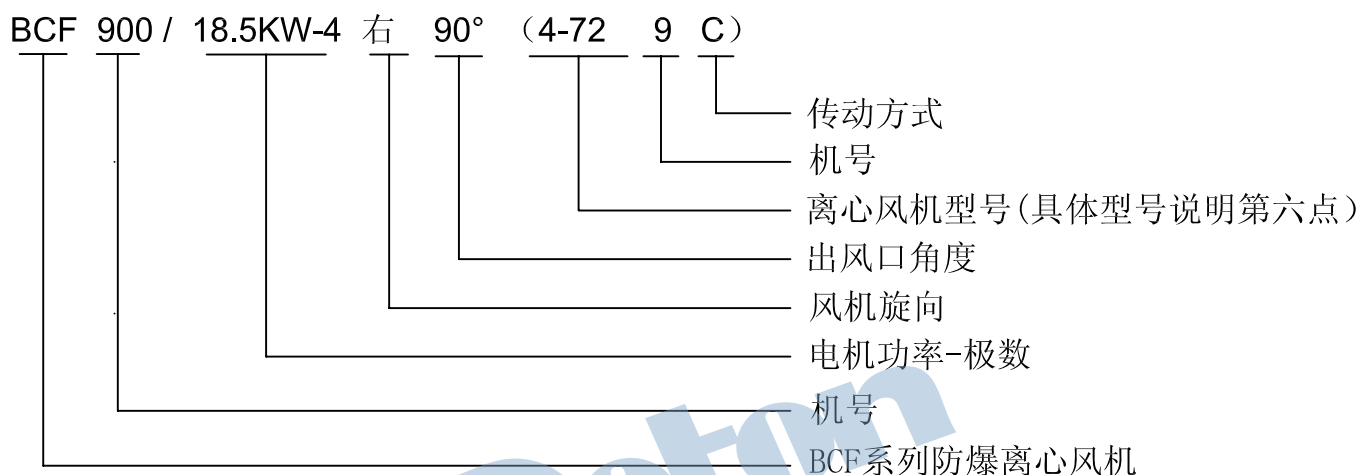 BCF 900 / 18.5KW-4 右 90° （4-72 9 C）
传动方式
机号
离心风机型号(具体型号说明第六点）
出风口角度
风机旋向
电机功率-极数
机号
BCF系列防爆离心风机